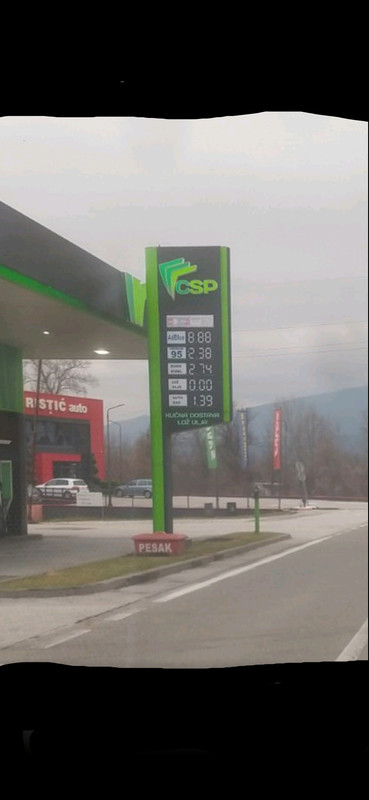 CSP
8.88
95 2.38
2.74
0.00
1.39
KUĆNA DOSTAVA
LOŽ ULJA!
RISTIĆ auto
PESAK